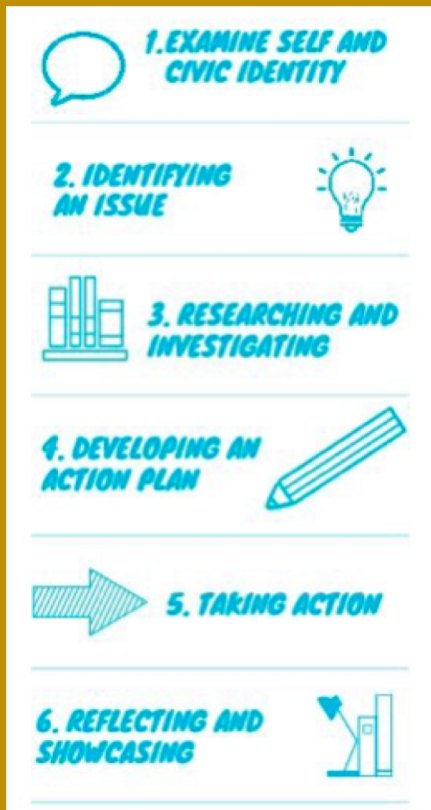 1.EXAMINE SELF AND
CIVIC IDENTITY
2. IDENTIFYING
AN ISSUE
3. RESEARCHING AND
INVESTIGATING
4. DEVELOPING AN
ACTION PLAN
5. TAKING ACTION
6. REFLECTING AND
SHOWCASING